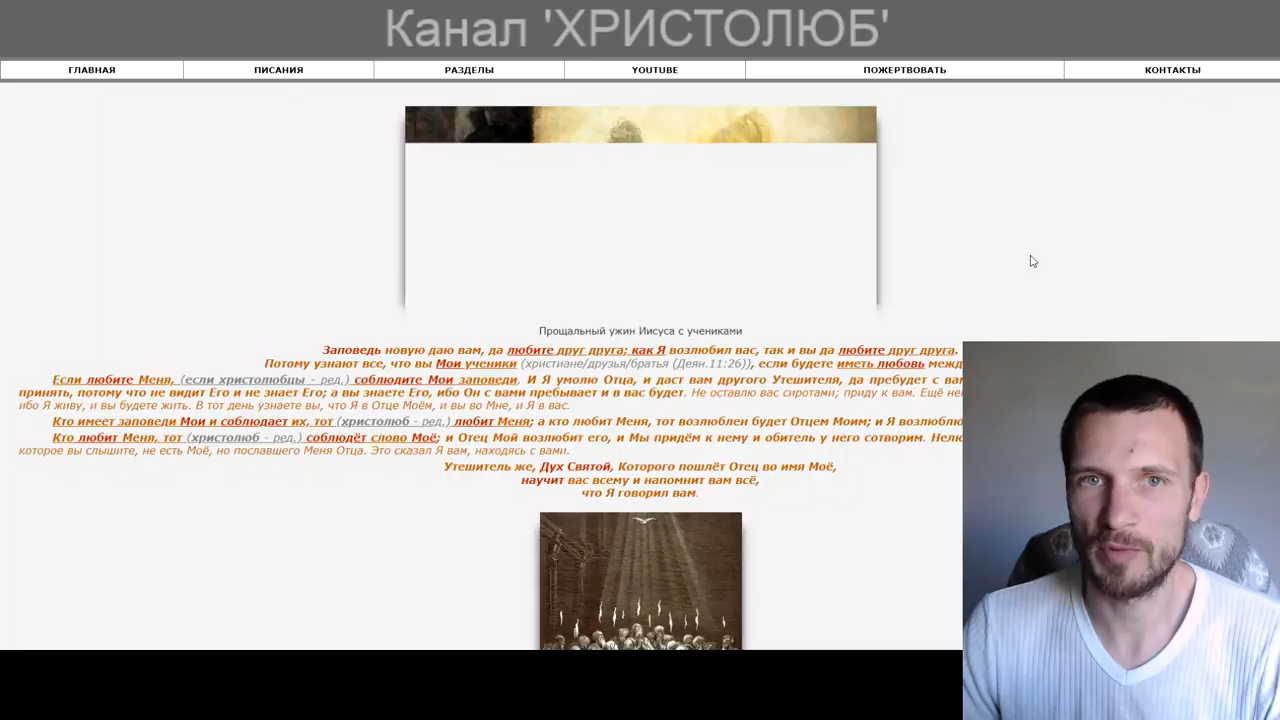 Канал 'ХРИСТОЛЮБ'
ГЛАВНАЯ ПИСАНИЯ РАЗДЕЛЫ YOUTUBE ПОЖЕРТВОВАТЬ КОНТАКТЫ
Прощальный ужин Иисуса с учениками
Заповедь новую даю вам, да любите друг друга; как Я возлюбил вас, так и вы да любите друг друга.
Потому узнают все, что вы Мои ученики (христиане/друзья/братья (Деян.11:26)), если будете иметь любовь межд
Если любите Меня, (если христолюбцы - ред.) соблюдите Мои заповеди. И Я умолю Отца, и даст вам другого Утешителя, да пребудет с вам
принять, потому что не видит Его и не знает Его; а вы знаете Его, ибо Он с вами пребывает и в вас будет. Не оставлю вас сиротами; приду к вам. Ещё не
ибо Я живу, и вы будете жить. В тот день узнаете вы, что Я в Отце Моём, и вы во Мне, и Я в вас.
Кто имеет заповеди Мои и соблюдает их, тот (христолюб - ред.) любит Меня; а кто любит Меня, тот возлюблен будет Отцем Моим; и Я возлюблю
Кто любит Меня, тот (христолюб - ред.) соблюдёт слово Моё; и Отец Мой возлюбит его, и Мы придём к нему и обитель у него сотворим. Нелю
которое вы слышите, не есть Моё, но пославшего Меня Отца. Это сказал Я вам, находясь с вами.
Утешитель же, Дух Святой, Которого пошлёт Отец во имя Моё,
научит вас всему и напомнит вам всё,
что Я говорил вам.